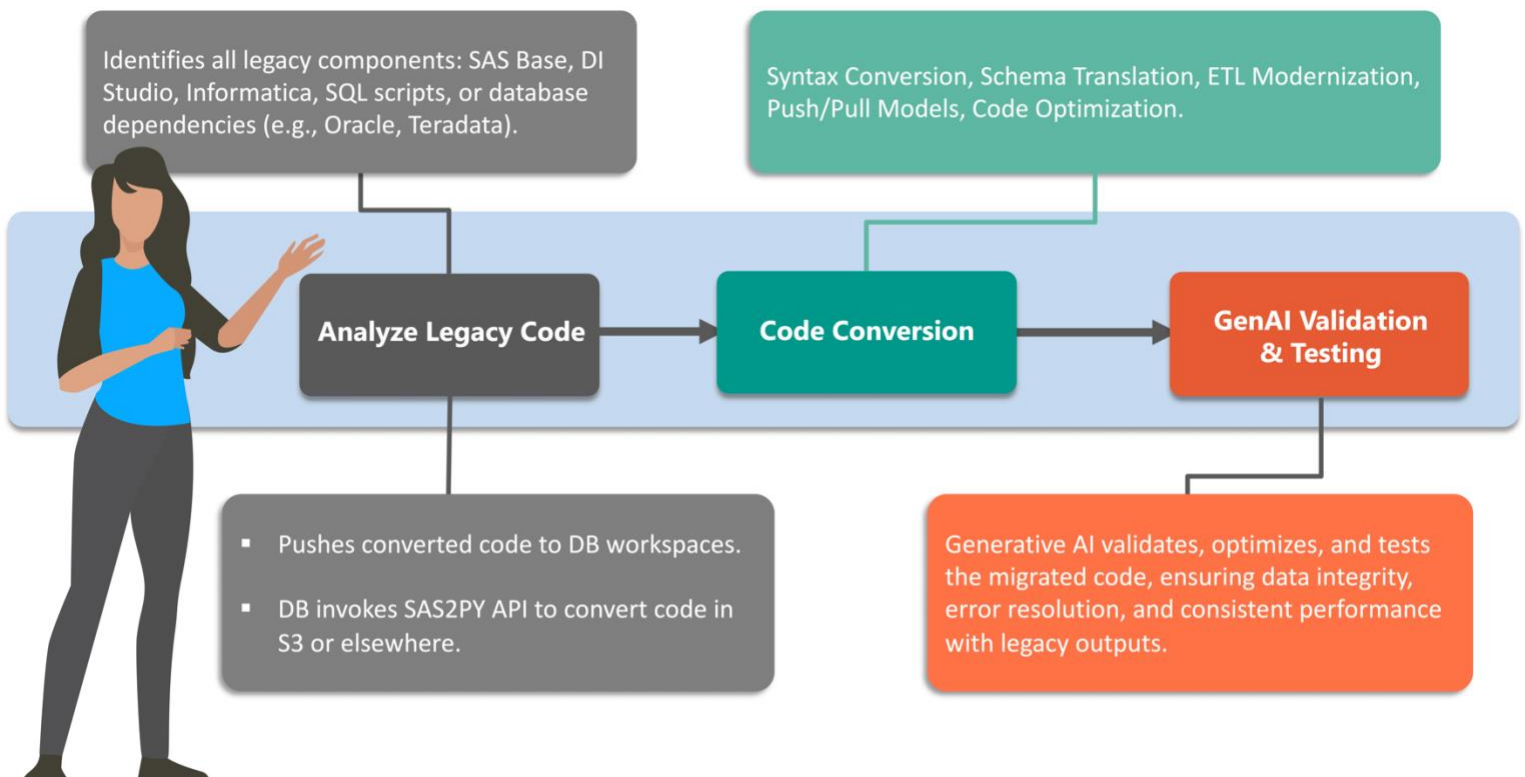 Identifies all legacy components: SAS Base, DI
Studio, Informatica, SQL scripts, or database
dependencies (e.g., Oracle, Teradata).
Syntax Conversion, Schema Translation, ETL Modernization,
Push/Pull Models, Code Optimization.
Analyze Legacy Code
Code Conversion
GenAI Validation
& Testing
▪ Pushes converted code to DB workspaces.
▪ DB invokes SAS2PY API to convert code in
S3 or elsewhere.
Generative AI validates, optimizes, and tests
the migrated code, ensuring data integrity,
error resolution, and consistent performance
with legacy outputs.